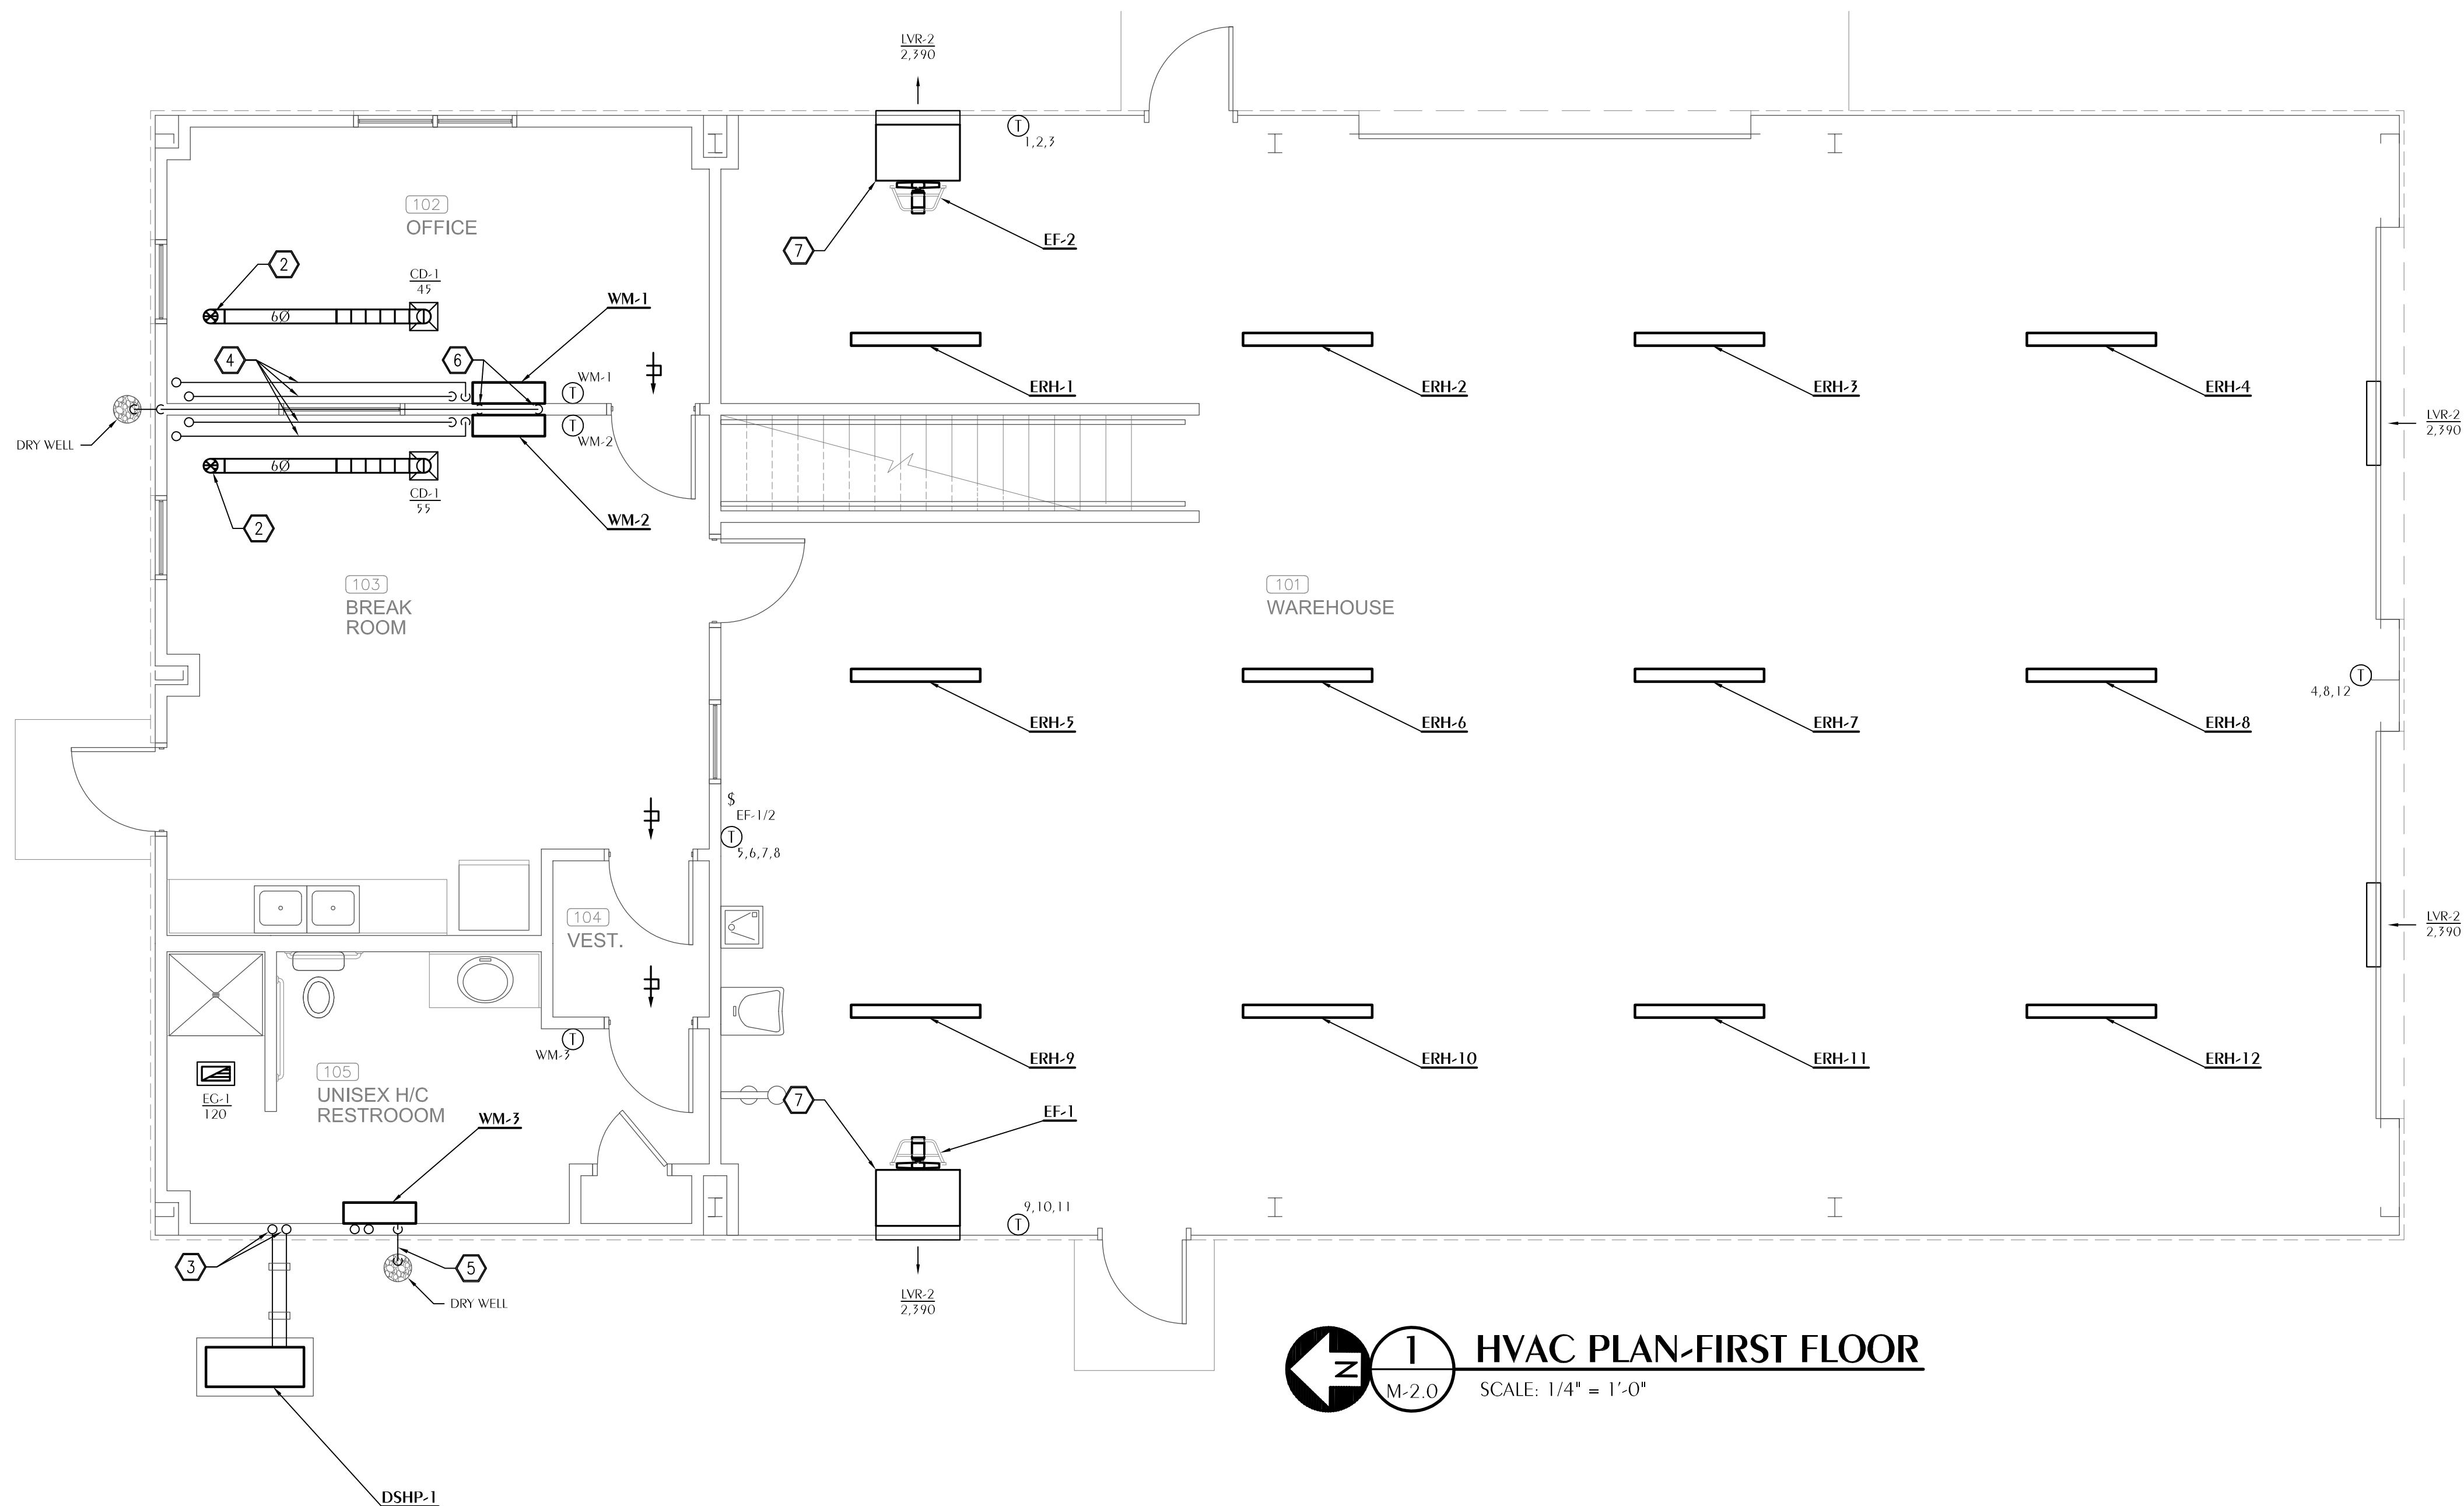 LVR-2
2,390
T
1,2,3
102
OFFICE
7
EF-2
2
CD-1
45
6Ø
WM-1
4
6
T
WM-1
ERH-1
ERH-2
ERH-3
ERH-4
DRY WELL
T
WM-2
LVR-2
2,390
6Ø
CD-1
55
2
WM-2
103
BREAK
ROOM
101
WAREHOUSE
T
4,8,12
ERH-5
ERH-6
ERH-7
ERH-8
$
EF-1/2
T
5,6,7,8
104
VEST.
LVR-2
2,390
T
WM-3
ERH-9
ERH-10
ERH-11
ERH-12
EG-1
120
105
UNISEX H/C
RESTROOOM
WM-3
7
EF-1
9,10,11
T
3
5
DRY WELL
LVR-2
2,390
N
1
M-2.0
HVAC PLAN-FIRST FLOOR
SCALE: 1/4" = 1'-0"
DSHP-1